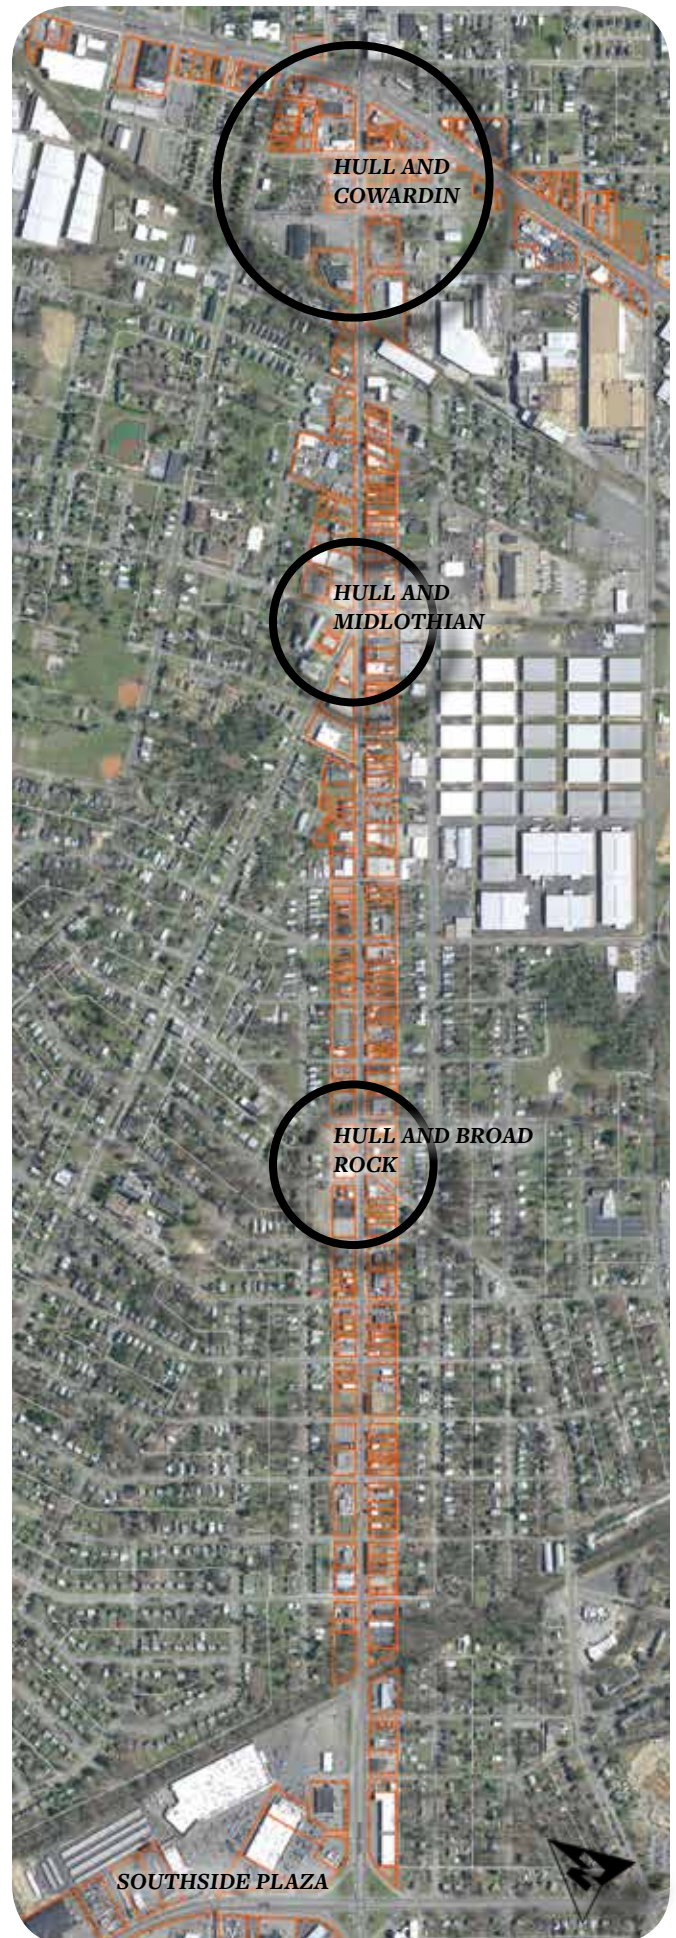 HULL AND
COWARDIN
HULL AND
MIDLOTHIAN
HULL AND BROAD
ROCK
SOUTHSIDE PLAZA
N